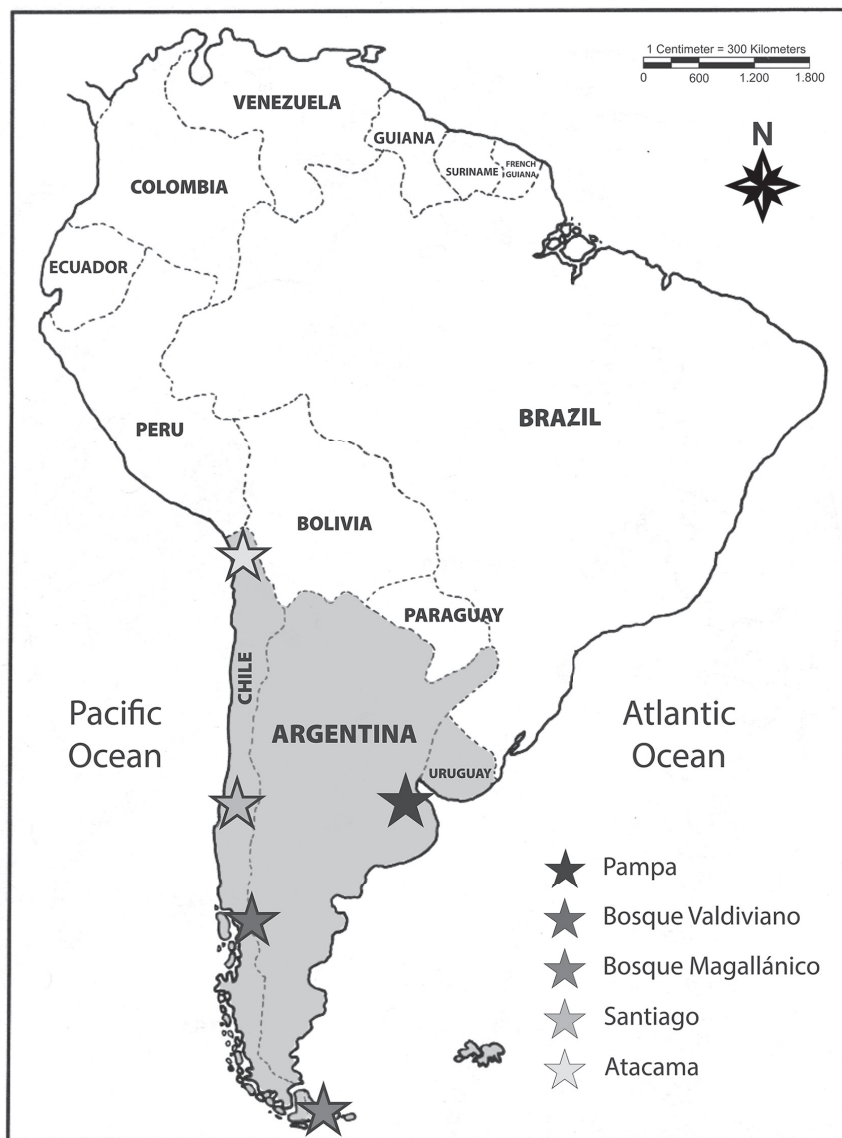 1 Centimeter = 300 Kilometers
0 600 1.200 1.800
N
VENEZUELA
GUIANA
SURINAME
FRENCH
GUIANA
COLOMBIA
ECUADOR
PERU
BRAZIL
BOLIVIA
PARAGUAY
CHILE
Pacific
Ocean
ARGENTINA
Atlantic
Ocean
URUGUAY
Pampa
Bosque Valdiviano
Bosque Magallánico
Santiago
Atacama